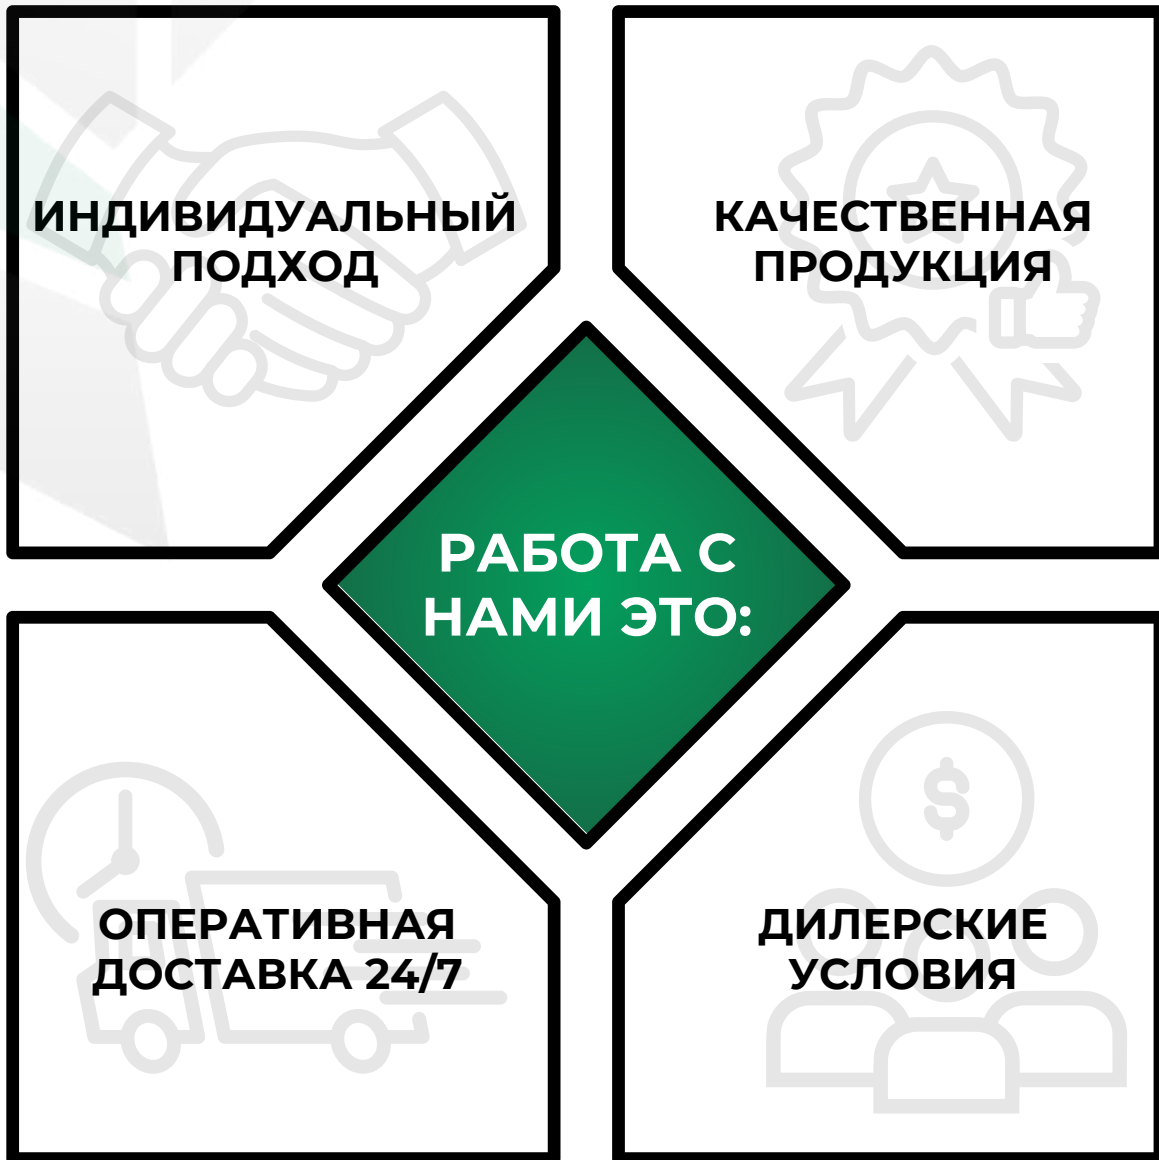 ИНДИВИДУАЛЬНЫЙ
ПОДХОД
КАЧЕСТВЕННАЯ
ПРОДУКЦИЯ
РАБОТА С
НАМИ ЭТО:
ОПЕРАТИВНАЯ
ДОСТАВКА 24/7
$
ДИЛЕРСКИЕ
УСЛОВИЯ